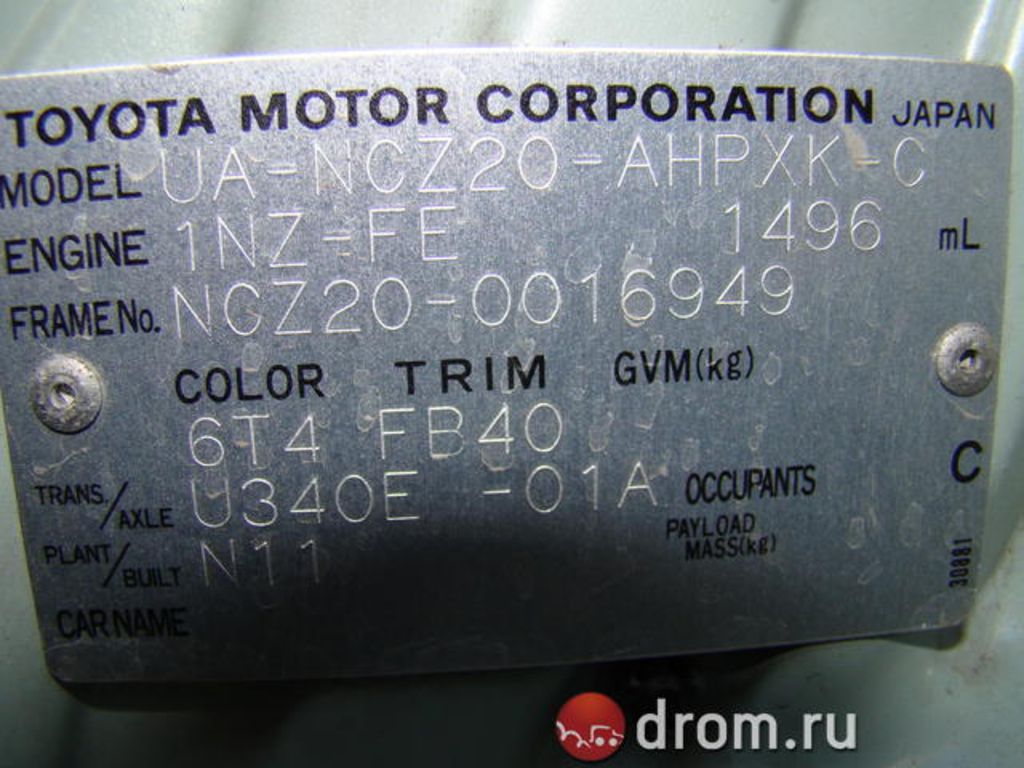 TOYOTA MOTOR CORPORATION JAPAN
MODEL UA-NCZ20-AHPXK-C
ENGINE 1NZ-FE 1496 mL
FRAME No. NCZ20-0016949
COLOR TRIM GVM(kg)
6T4 FB40
C
TRANS./AXLE U340E -01A OCCUPANTS
PAYLOAD
MASS(kg)
PLANT/BUILT N11
30881
CAR NAME
drom.ru